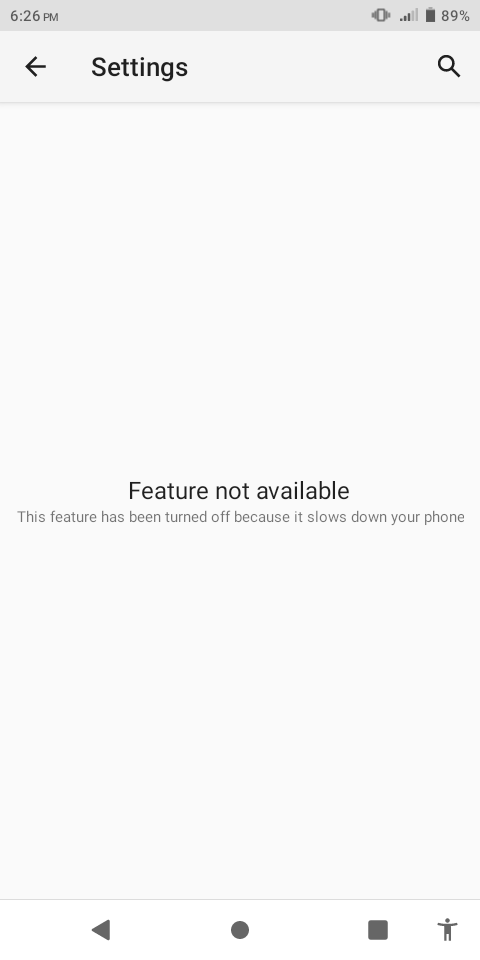 6:26 PM 89%
Settings
Feature not available
This feature has been turned off because it slows down your phone